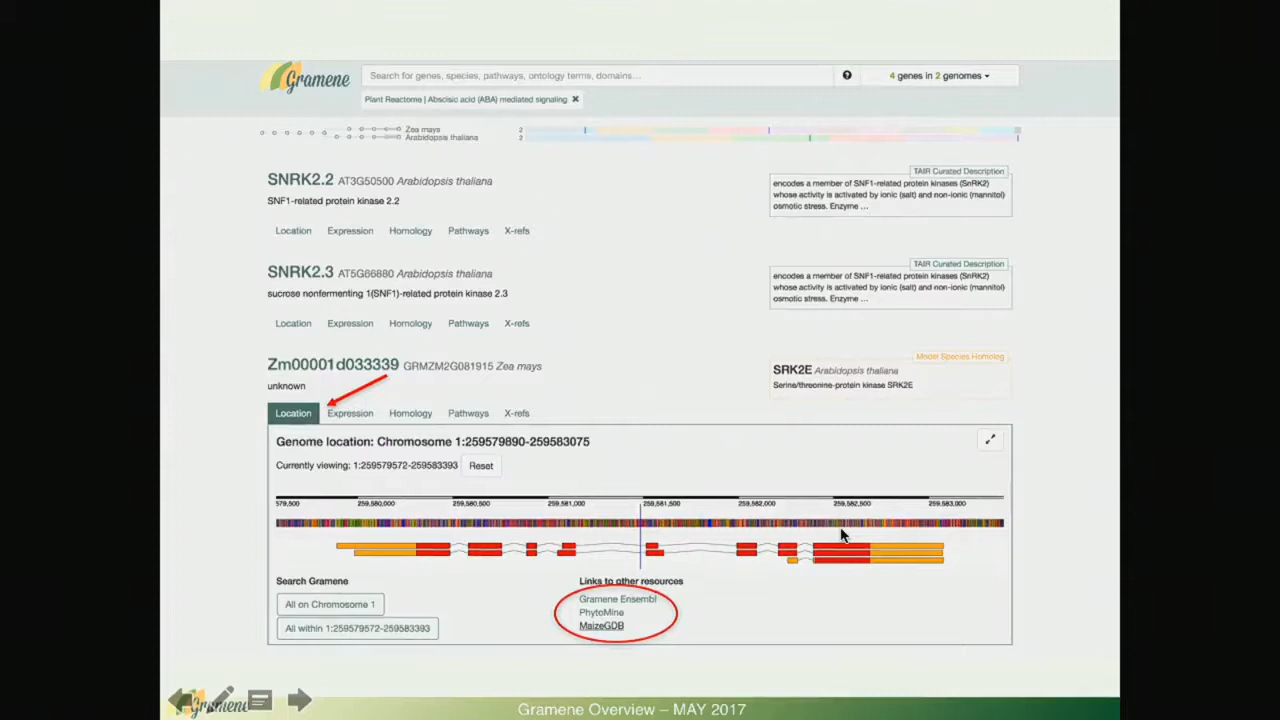 Gramene
Search for genes, species, pathways, ontology terms, domains...
?
4 genes in 2 genomes
Plant Reactome | Abscisic acid (ABA) mediated signaling ×
Zea mays 2
Arabidopsis thaliana 2
SNRK2.2 AT3G50500 Arabidopsis thaliana
SNF1-related protein kinase 2.2
TAIR Curated Description
encodes a member of SNF1-related protein kinases (SnRK2)
whose activity is activated by ionic (salt) and non-ionic (mannitol)
osmotic stress. Enzyme ...
Location Expression Homology Pathways X-refs
SNRK2.3 AT5G66880 Arabidopsis thaliana
sucrose nonfermenting 1(SNF1)-related protein kinase 2.3
TAIR Curated Description
encodes a member of SNF1-related protein kinases (SnRK2)
whose activity is activated by ionic (salt) and non-ionic (mannitol)
osmotic stress. Enzyme ...
Location Expression Homology Pathways X-refs
Zm00001d033339 GRMZM2G081915 Zea mays
unknown
Model Species Homolog
SRK2E Arabidopsis thaliana
Serine/threonine-protein kinase SRK2E
Location Expression Homology Pathways X-refs
Genome location: Chromosome 1:259579890-259583075
Currently viewing: 1:259579572-259583393 Reset
579,500 259,580,000 259,580,500 259,581,000 259,581,500 259,582,000 259,582,500 259,583,000
Search Gramene
All on Chromosome 1
All within 1:259579572-259583393
Links to other resources
Gramene Ensembl
PhytoMine
MaizeGDB
Gramene
Gramene Overview – MAY 2017